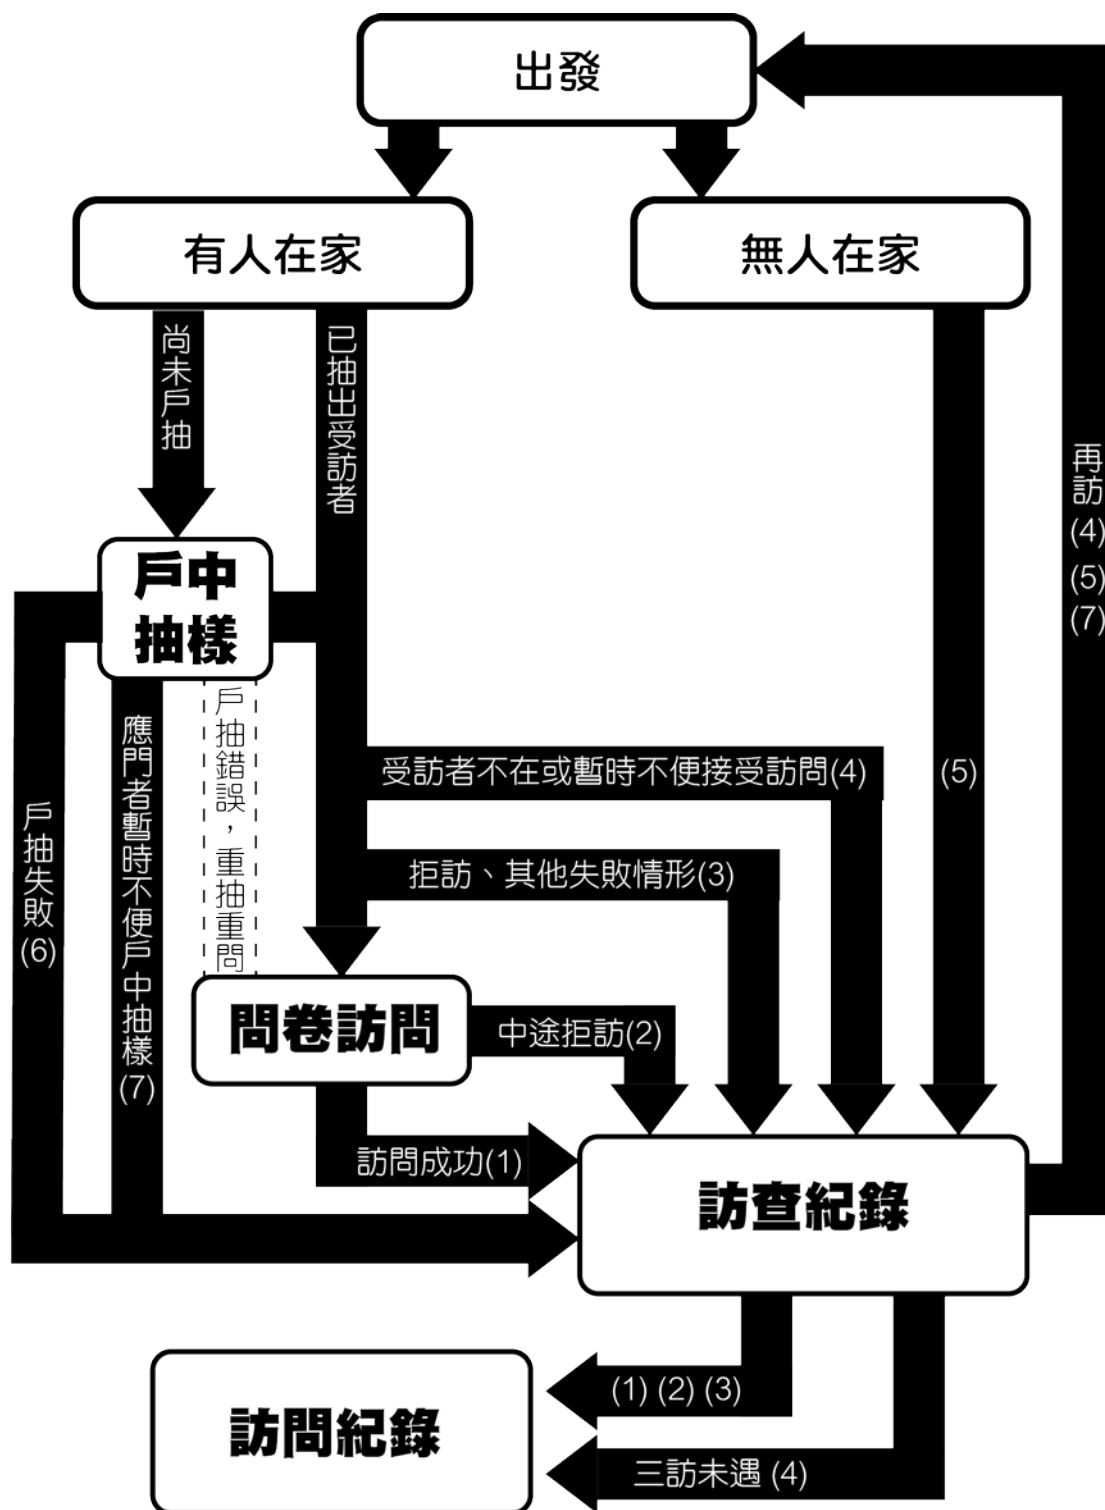 出發
有人在家
無人在家
尚未戶抽
已抽出受訪者
再訪
(4)
(5)
(7)
戶中
抽樣
戶抽錯誤，重抽重問
應門者暫時不便戶中抽樣
(7)
戶抽失敗
(6)
受訪者不在或暫時不便接受訪問(4)
(5)
拒訪、其他失敗情形(3)
問卷訪問
中途拒訪(2)
訪問成功(1)
訪查紀錄
(1) (2) (3)
訪問紀錄
三訪未遇 (4)